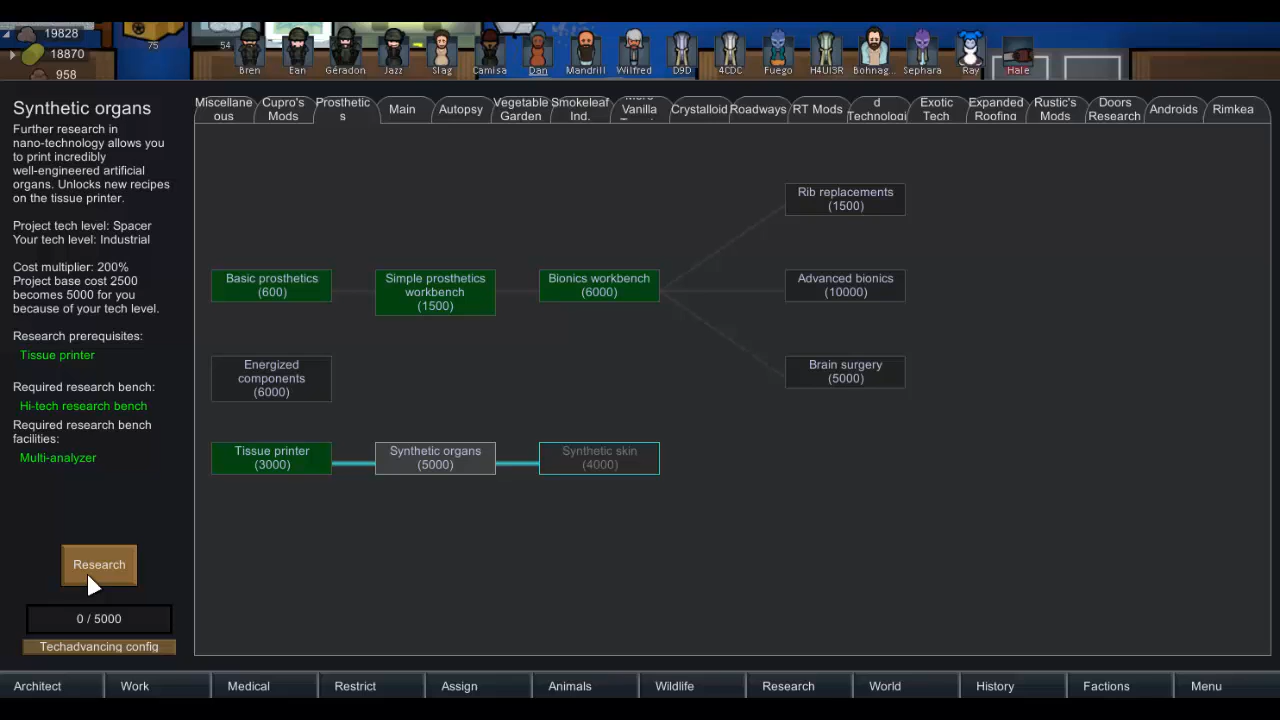 19828
18870
958
75
54
Bren
Ean
Geradon
Jazz
Slag
Camisa
Dan
Mandrill
Wilfred
D9D
4CDC
Fuego
H4UI3R
Bohnag...
Sephara
Ray
Hale
Synthetic organs
Further research in
nano-technology allows you
to print incredibly
well-engineered artificial
organs. Unlocks new recipes
on the tissue printer.
Project tech level: Spacer
Your tech level: Industrial
Cost multiplier: 200%
Project base cost 2500
becomes 5000 for you
because of your tech level.
Research prerequisites:
Tissue printer
Required research bench:
Hi-tech research bench
Required research bench
facilities:
Multi-analyzer
Research
0 / 5000
Techadvancing config
Miscellane
ous
Cupro's
Mods
Prosthetic
s
Main
Autopsy
Vegetable
Garden
Smokeleaf
Ind.
Vanilla
Crystalloid
Roadways
RT Mods
d
Technologi
Exotic
Tech
Expanded
Roofing
Rustic's
Mods
Doors
Research
Androids
Rimkea
Rib replacements
(1500)
Basic prosthetics
(600)
Simple prosthetics
workbench
(1500)
Bionics workbench
(6000)
Advanced bionics
(10000)
Energized
components
(6000)
Brain surgery
(5000)
Tissue printer
(3000)
Synthetic organs
(5000)
Synthetic skin
(4000)
Architect
Work
Medical
Restrict
Assign
Animals
Wildlife
Research
World
History
Factions
Menu